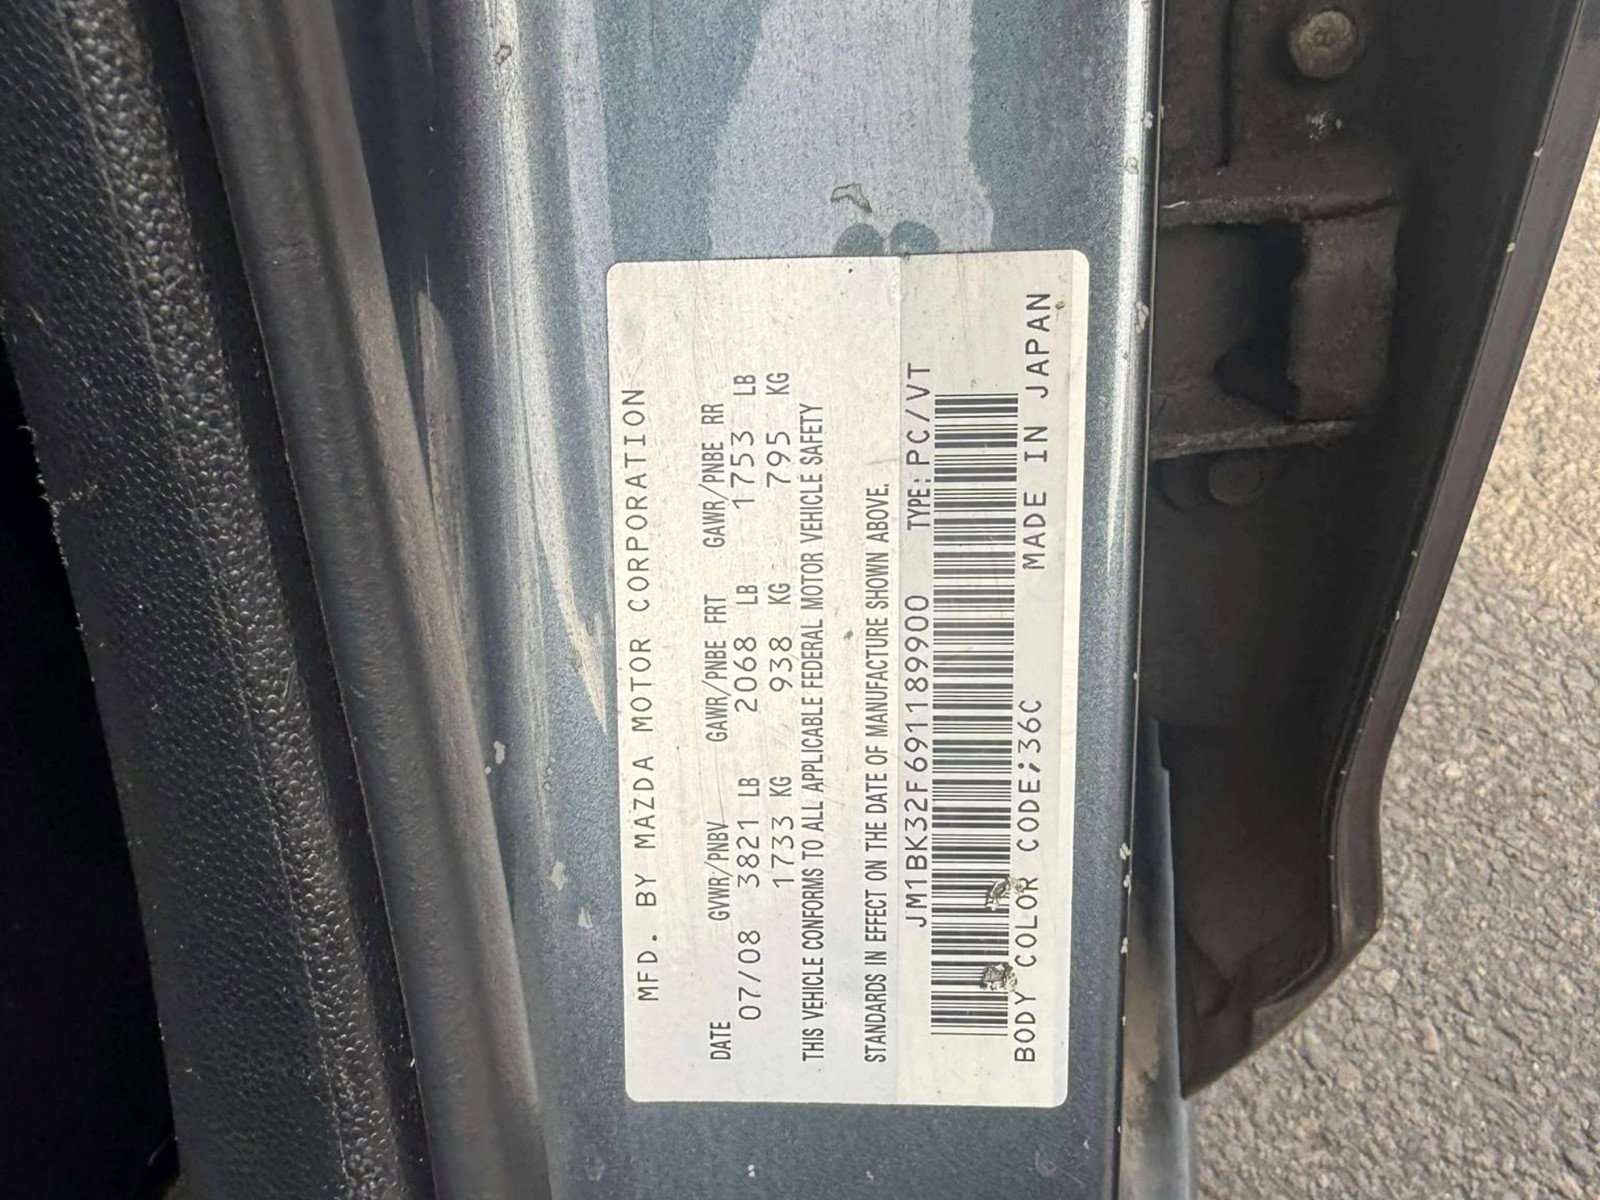 MFD. BY MAZDA MOTOR CORPORATION
DATE GVWR/PNBV GAWR/PNBE FRT GAWR/PNBE RR
07/08 3821 LB 2068 LB 1753 LB
1733 KG 938 KG 795 KG
THIS VEHICLE CONFORMS TO ALL APPLICABLE FEDERAL MOTOR VEHICLE SAFETY
STANDARDS IN EFFECT ON THE DATE OF MANUFACTURE SHOWN ABOVE.
JM1BK32F691189900 TYPE:PC/VT
BODY COLOR CODE;36C MADE IN JAPAN